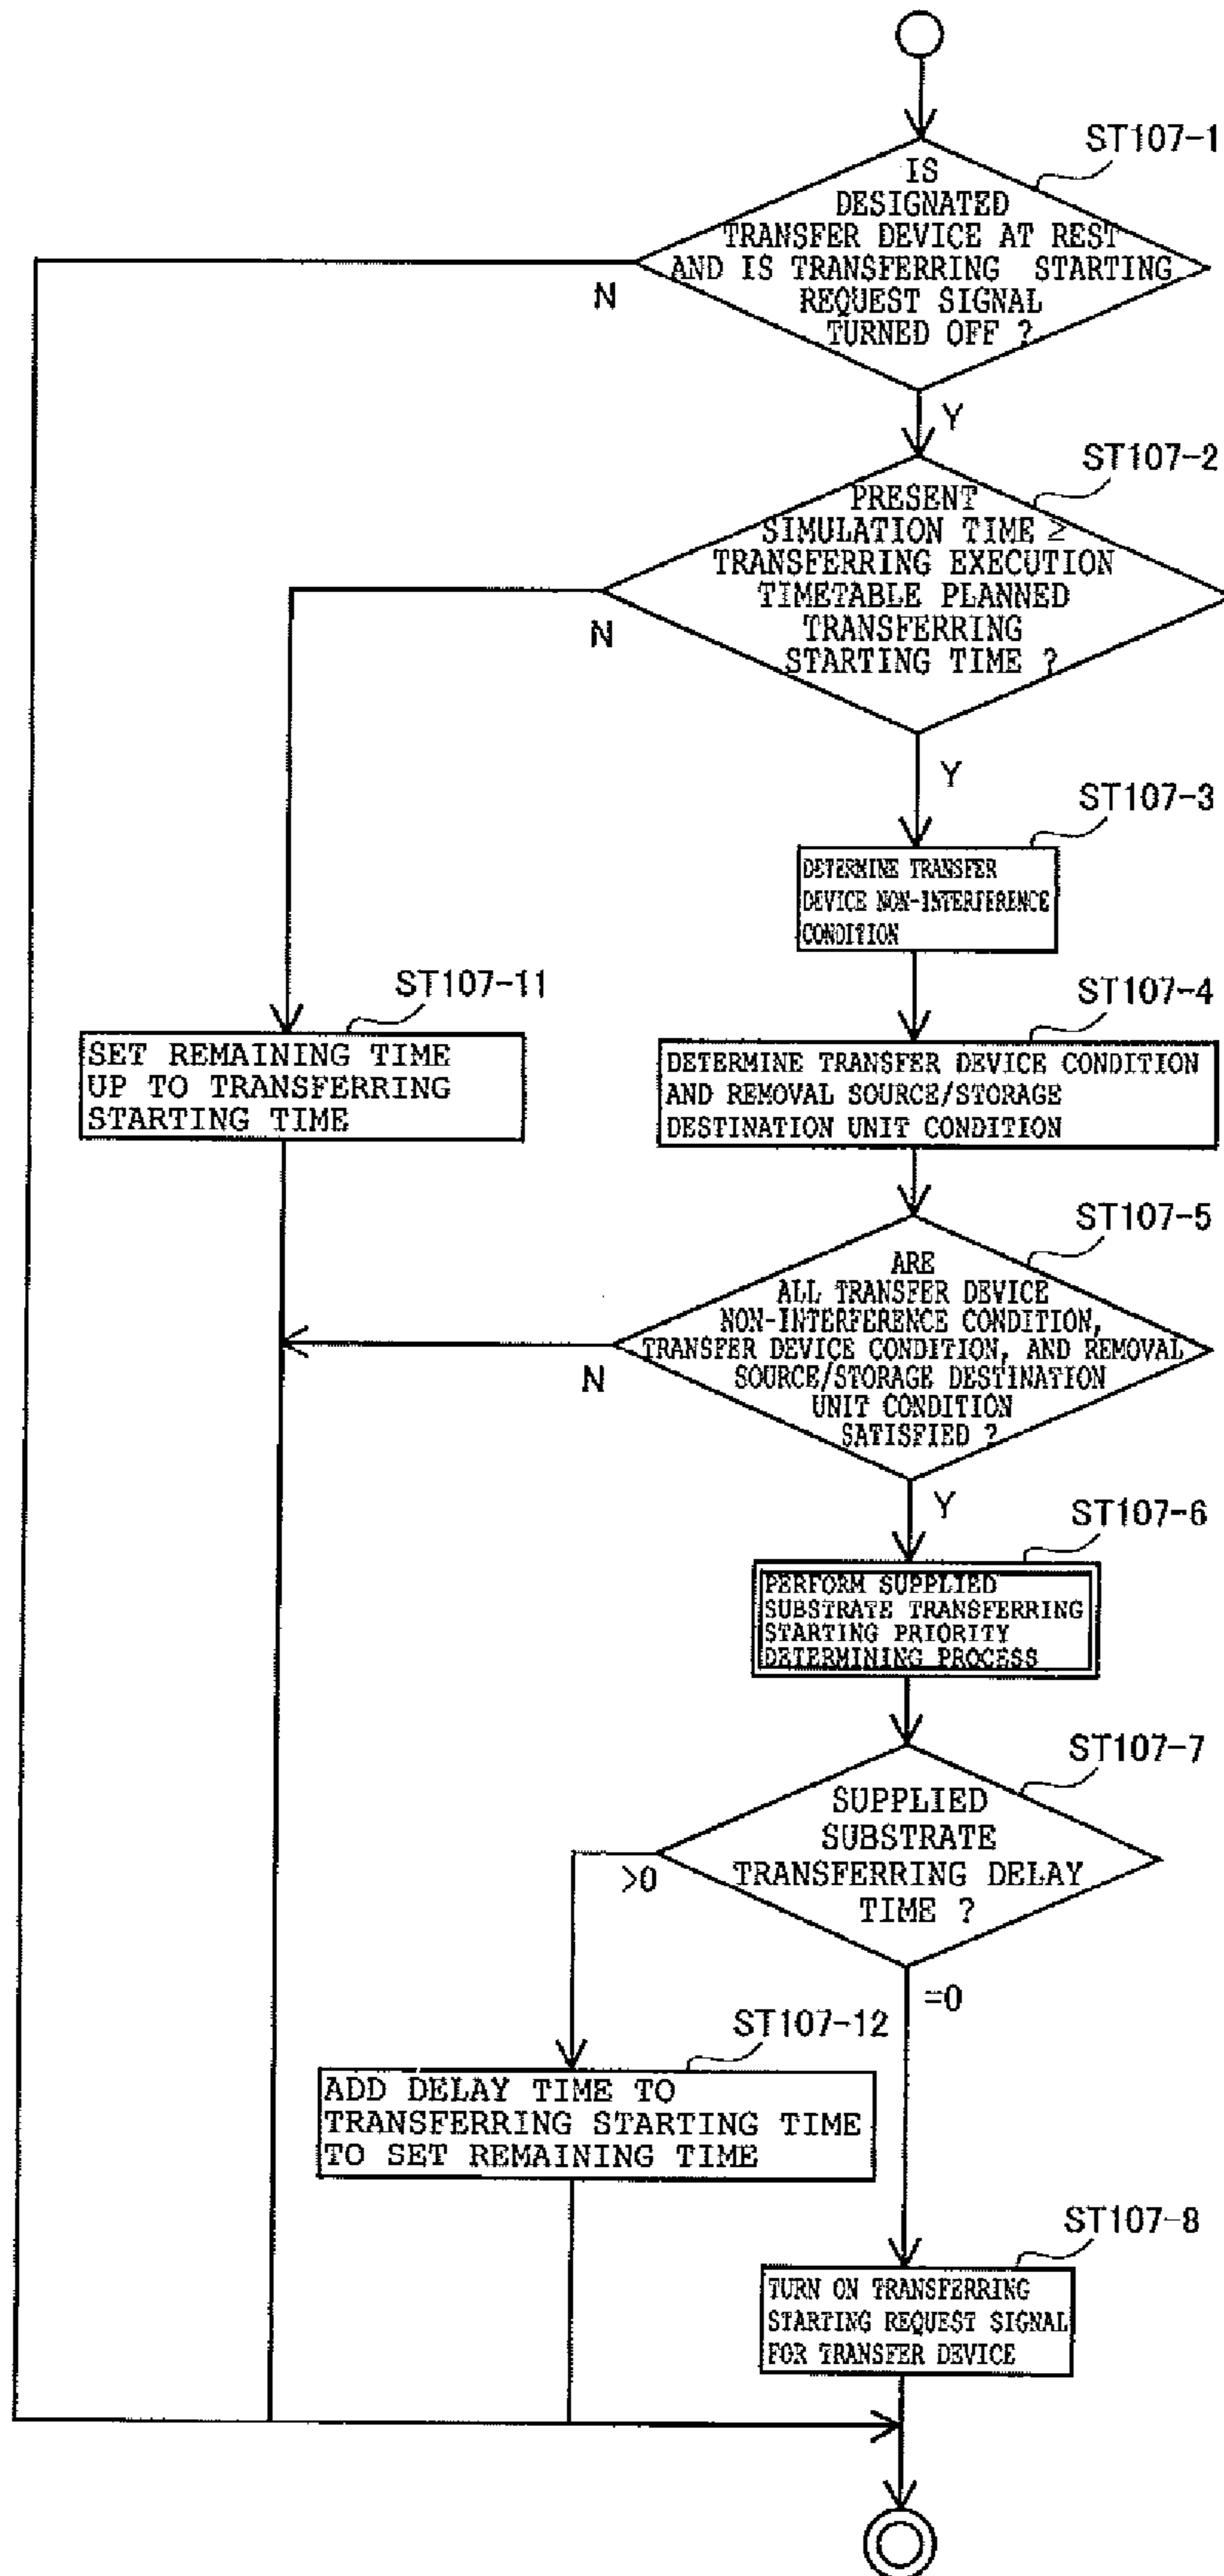 ST107-1
IS
DESIGNATED
TRANSFER DEVICE AT REST
AND IS TRANSFERRING STARTING
REQUEST SIGNAL
TURNED OFF ?
N
Y
ST107-2
PRESENT
SIMULATION TIME ≥
TRANSFERRING EXECUTION
TIMETABLE PLANNED
TRANSFERRING
STARTING TIME ?
N
Y
ST107-3
DETERMINE TRANSFER
DEVICE NON-INTERFERENCE
CONDITION
ST107-11
SET REMAINING TIME
UP TO TRANSFERRING
STARTING TIME
ST107-4
DETERMINE TRANSFER DEVICE CONDITION
AND REMOVAL SOURCE/STORAGE
DESTINATION UNIT CONDITION
ST107-5
ARE
ALL TRANSFER DEVICE
NON-INTERFERENCE CONDITION,
TRANSFER DEVICE CONDITION, AND REMOVAL
SOURCE/STORAGE DESTINATION
UNIT CONDITION
SATISFIED ?
N
Y
ST107-6
PERFORM SUPPLIED
SUBSTRATE TRANSFERRING
STARTING PRIORITY
DETERMINING PROCESS
ST107-7
SUPPLIED
SUBSTRATE
TRANSFERRING DELAY
TIME ?
>0
=0
ST107-12
ADD DELAY TIME TO
TRANSFERRING STARTING TIME
TO SET REMAINING TIME
ST107-8
TURN ON TRANSFERRING
STARTING REQUEST SIGNAL
FOR TRANSFER DEVICE